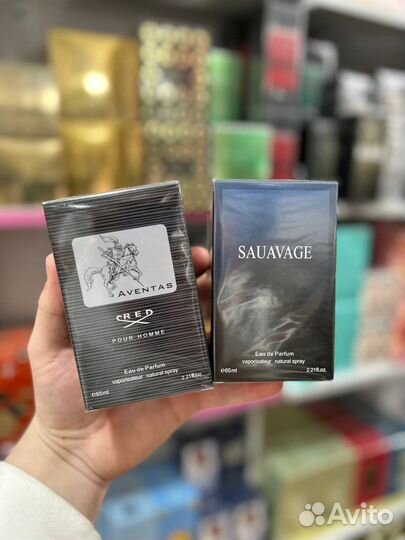 AVENTAS
CRED
POUR HOMME
Eau de Parfum
vaporisateur natural spray
℮65ml 2.21fl.oz.
SAUAVAGE
Eau de Parfum
vaporisateur natural spray
℮65ml 2.21fl.oz.
Avito